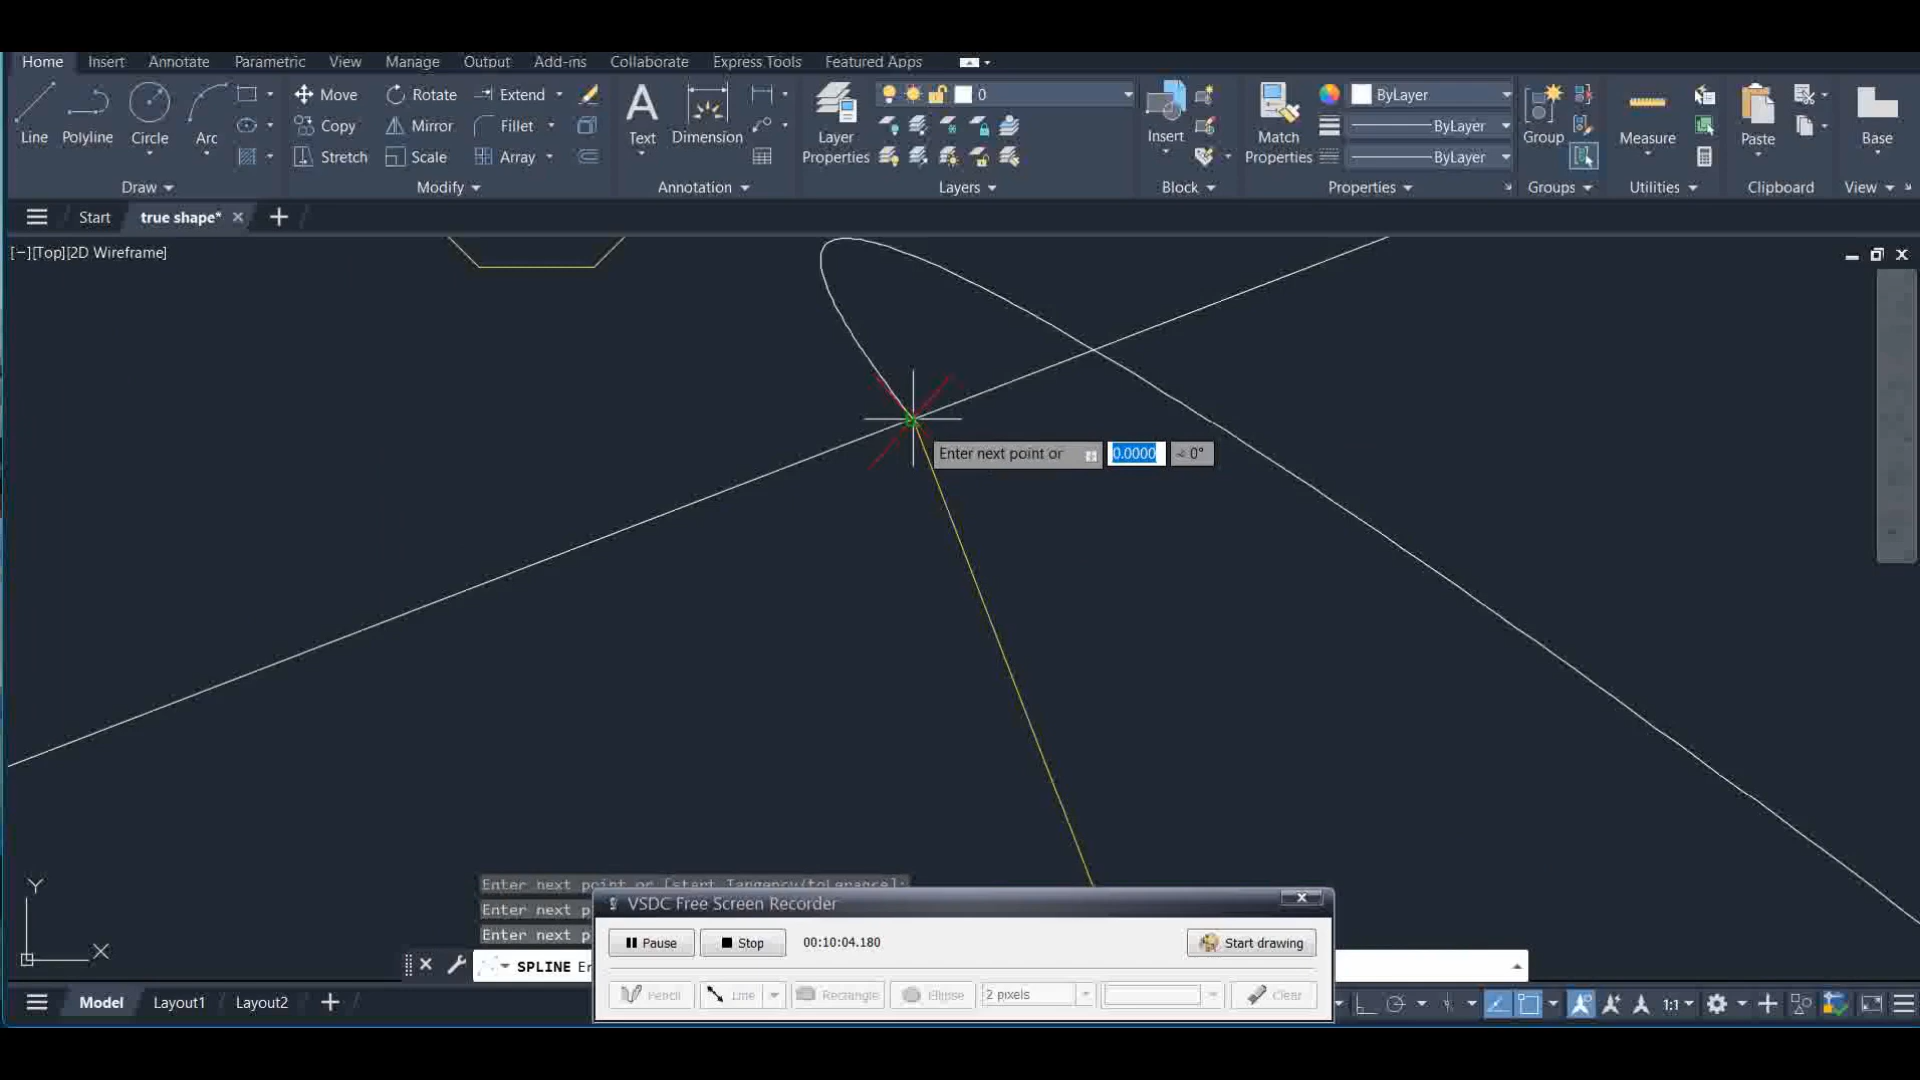 Home Insert Annotate Parametric View Manage Output Add-ins Collaborate Express Tools Featured Apps
Line Polyline Circle Arc
Move Rotate Extend
Copy Mirror Fillet
Stretch Scale Array
Text Dimension
Layer Properties
0
Insert
Match Properties
ByLayer
ByLayer
ByLayer
Group
Measure
Paste
Base
Draw Modify Annotation Layers Block Properties Groups Utilities Clipboard View
Start true shape*
[−][Top][2D Wireframe]
Enter next point or 0.0000 < 0°
Y
X
Enter next point or [start Tangency/toLerance]:
Enter next p
Enter next p
SPLINE En
VSDC Free Screen Recorder
Pause Stop 00:10:04.180 Start drawing
Pencil Line Rectangle Ellipse 2 pixels Clear
Model Layout1 Layout2
1:1